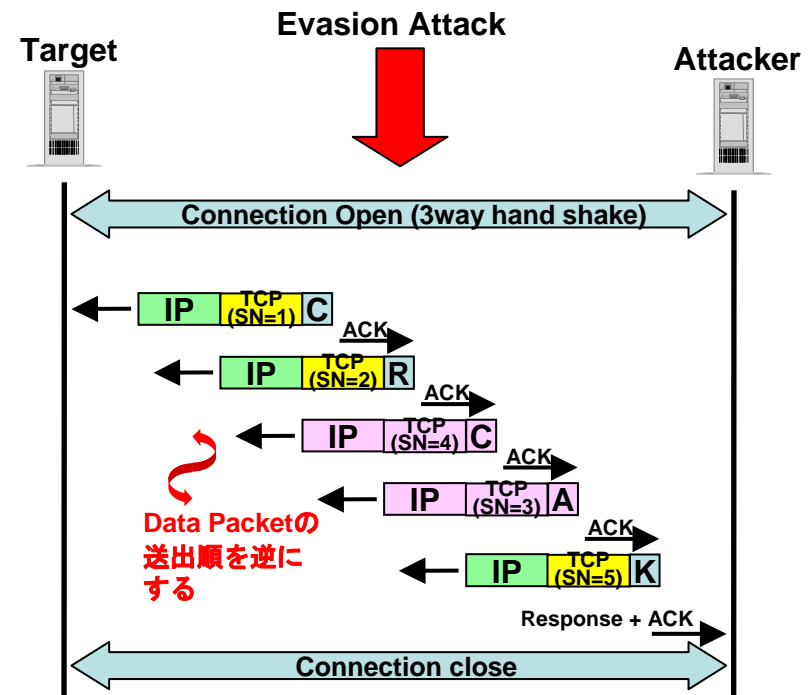 Evasion Attack
Target
Attacker
Connection Open (3way hand shake)
IP TCP (SN=1) C
ACK
IP TCP (SN=2) R
ACK
IP TCP (SN=4) C
ACK
IP TCP (SN=3) A
ACK
IP TCP (SN=5) K
Data Packetの
送出順を逆に
する
Response + ACK
Connection close